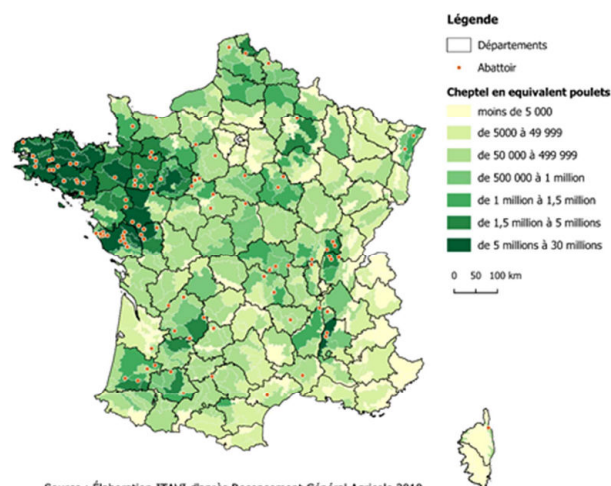 Légende
Départements
Abattoir
Cheptel en equivalent poulets
moins de 5 000
de 5000 à 49 999
de 50 000 à 499 999
de 500 000 à 1 million
de 1 million à 1,5 million
de 1,5 million à 5 millions
de 5 millions à 30 millions
0 50 100 km